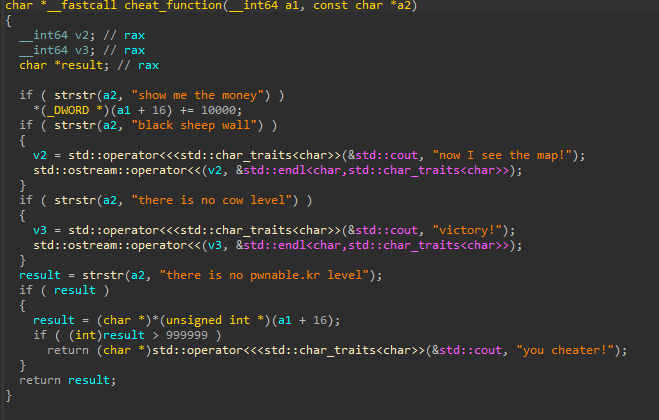 char *__fastcall cheat_function(__int64 a1, const char *a2)
{
  __int64 v2; // rax
  __int64 v3; // rax
  char *result; // rax

  if ( strstr(a2, "show me the money") )
    *(_DWORD *)(a1 + 16) += 10000;
  if ( strstr(a2, "black sheep wall") )
  {
    v2 = std::operator<<<std::char_traits<char>>(&std::cout, "now I see the map!");
    std::ostream::operator<<(v2, &std::endl<char,std::char_traits<char>>);
  }
  if ( strstr(a2, "there is no cow level") )
  {
    v3 = std::operator<<<std::char_traits<char>>(&std::cout, "victory!");
    std::ostream::operator<<(v3, &std::endl<char,std::char_traits<char>>);
  }
  result = strstr(a2, "there is no pwnable.kr level");
  if ( result )
  {
    result = (char *)*(unsigned int *)(a1 + 16);
    if ( (int)result > 999999 )
      return (char *)std::operator<<<std::char_traits<char>>(&std::cout, "you cheater!");
  }
  return result;
}